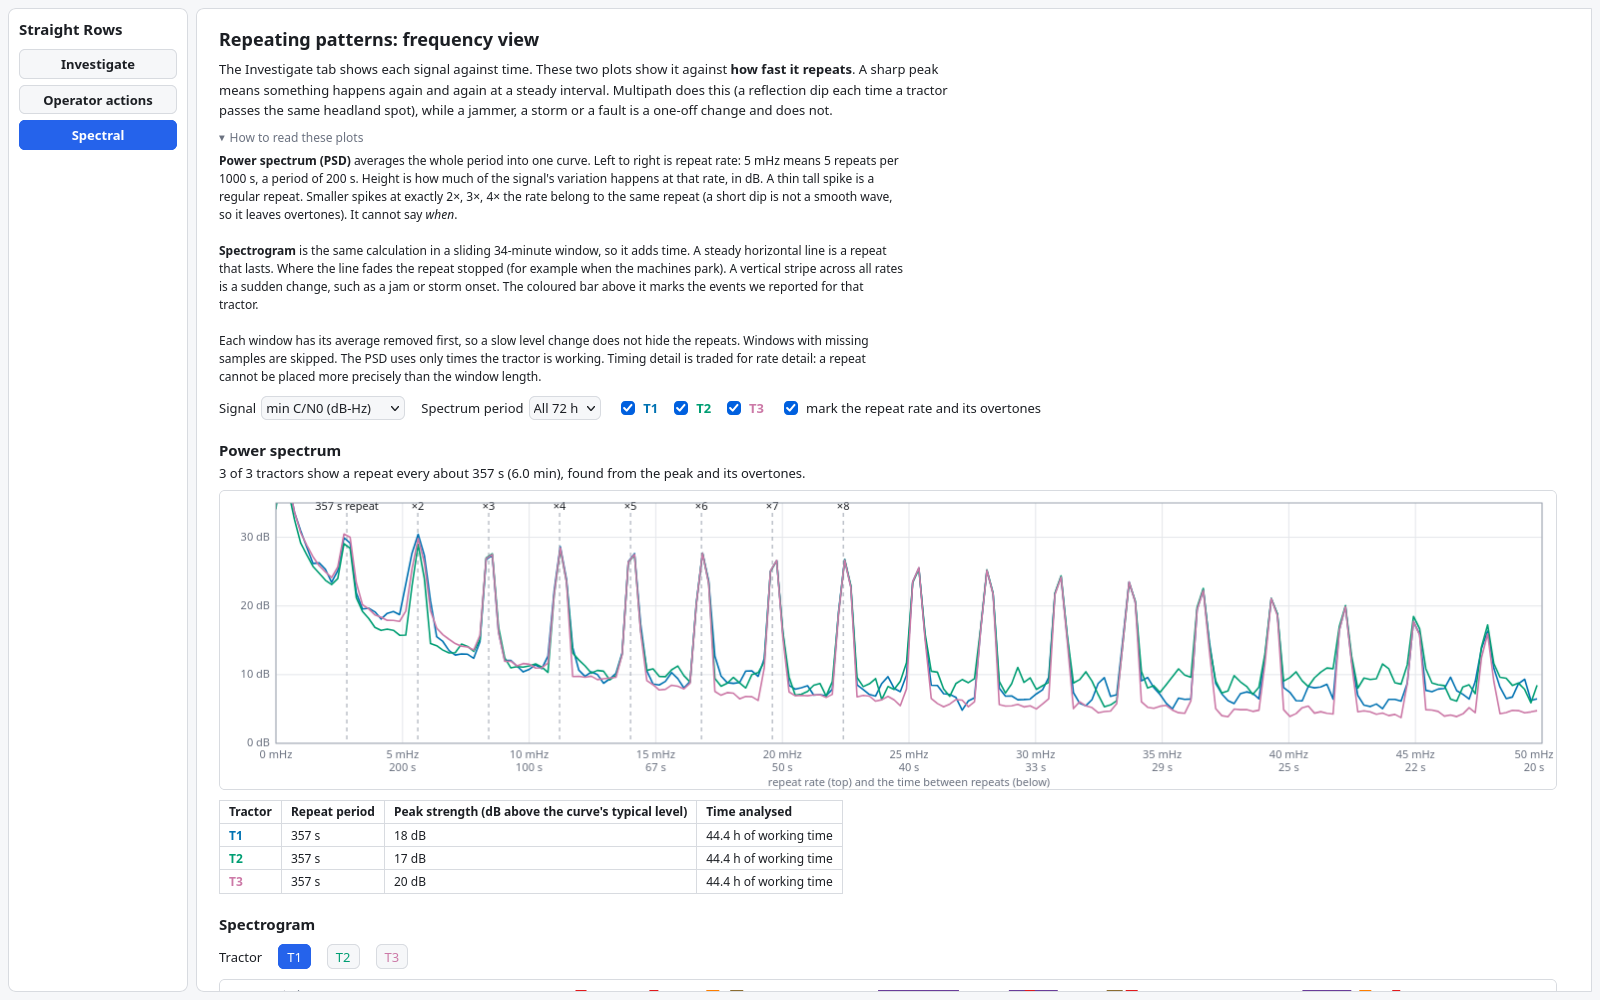 Straight Rows
Investigate
Operator actions
Spectral
Repeating patterns: frequency view
The Investigate tab shows each signal against time. These two plots show it against how fast it repeats. A sharp peak
means something happens again and again at a steady interval. Multipath does this (a reflection dip each time a tractor
passes the same headland spot), while a jammer, a storm or a fault is a one-off change and does not.
▾ How to read these plots
Power spectrum (PSD) averages the whole period into one curve. Left to right is repeat rate: 5 mHz means 5 repeats per
1000 s, a period of 200 s. Height is how much of the signal's variation happens at that rate, in dB. A thin tall spike is a
regular repeat. Smaller spikes at exactly 2×, 3×, 4× the rate belong to the same repeat (a short dip is not a smooth wave,
so it leaves overtones). It cannot say when.
Spectrogram is the same calculation in a sliding 34-minute window, so it adds time. A steady horizontal line is a repeat
that lasts. Where the line fades the repeat stopped (for example when the machines park). A vertical stripe across all rates
is a sudden change, such as a jam or storm onset. The coloured bar above it marks the events we reported for that
tractor.
Each window has its average removed first, so a slow level change does not hide the repeats. Windows with missing
samples are skipped. The PSD uses only times the tractor is working. Timing detail is traded for rate detail: a repeat
cannot be placed more precisely than the window length.
Signal min C/N0 (dB-Hz) Spectrum period All 72 h T1 T2 T3 mark the repeat rate and its overtones
Power spectrum
3 of 3 tractors show a repeat every about 357 s (6.0 min), found from the peak and its overtones.
357 s repeat ×2 ×3 ×4 ×5 ×6 ×7 ×8
30 dB
20 dB
10 dB
0 dB
0 mHz 5 mHz 10 mHz 15 mHz 20 mHz 25 mHz 30 mHz 35 mHz 40 mHz 45 mHz 50 mHz
200 s 100 s 67 s 50 s 40 s 33 s 29 s 25 s 22 s 20 s
repeat rate (top) and the time between repeats (below)
Tractor Repeat period Peak strength (dB above the curve's typical level) Time analysed
T1 357 s 18 dB 44.4 h of working time
T2 357 s 17 dB 44.4 h of working time
T3 357 s 20 dB 44.4 h of working time
Spectrogram
Tractor T1 T2 T3